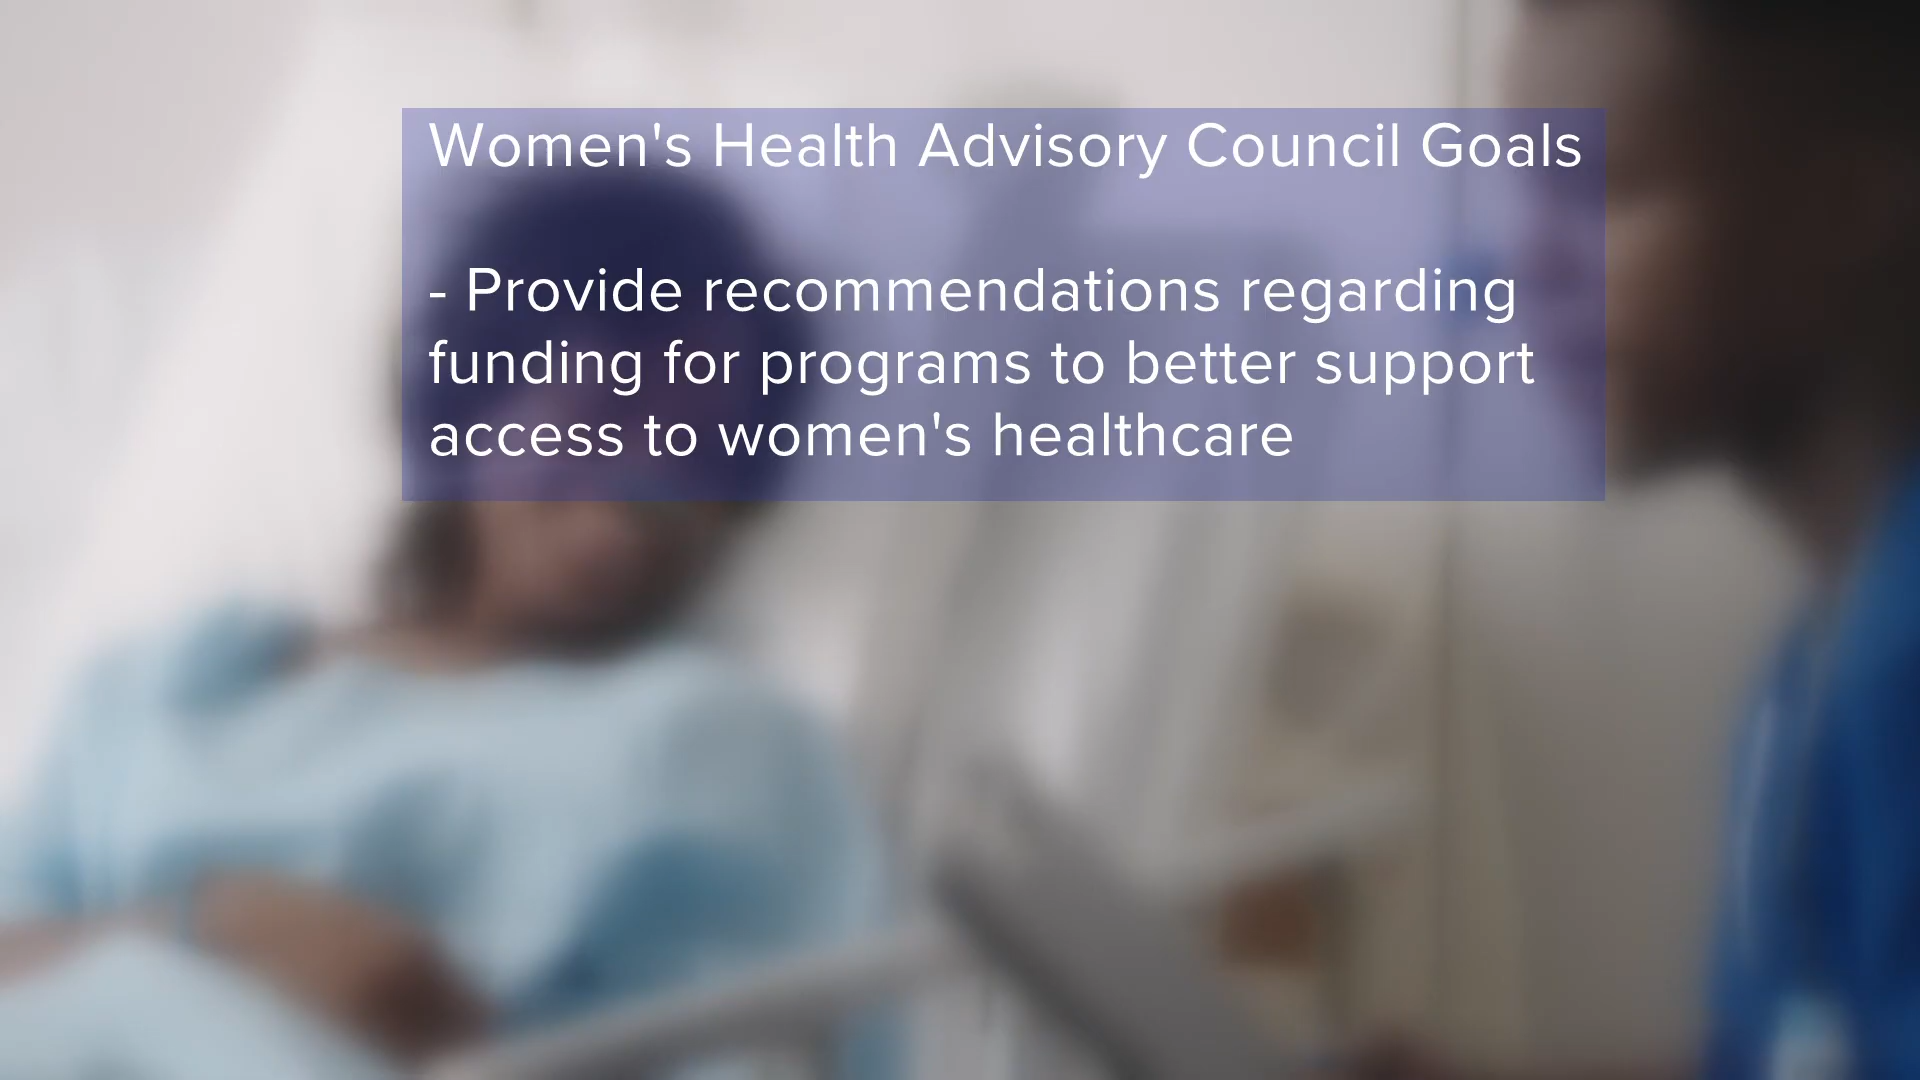 Women's Health Advisory Council Goals
- Provide recommendations regarding
funding for programs to better support
access to women's healthcare